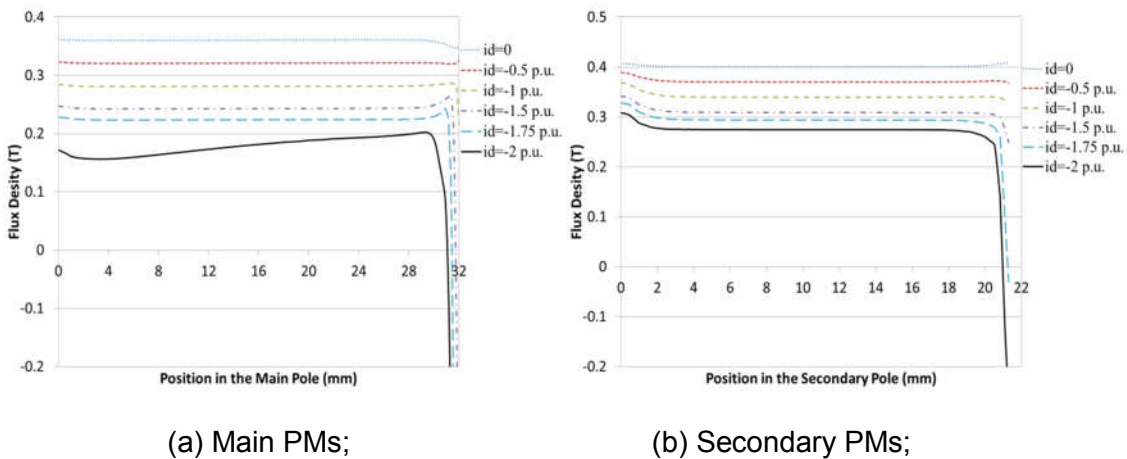 0.4
0.3
0.2
0.1
0
-0.1
-0.2
Flux Desity (T)
0 4 8 12 16 20 24 28 32
Position in the Main Pole (mm)
id=0
id=-0.5 p.u.
id=-1 p.u.
id=-1.5 p.u.
id=-1.75 p.u.
id=-2 p.u.
(a) Main PMs;
0.5
0.4
0.3
0.2
0.1
0
-0.1
-0.2
Flux Desity (T)
0 2 4 6 8 10 12 14 16 18 20 22
Position in the Secondary Pole (mm)
id=0
id=-0.5 p.u.
id=-1 p.u.
id=-1.5 p.u.
id=-1.75 p.u.
id=-2 p.u.
(b) Secondary PMs;